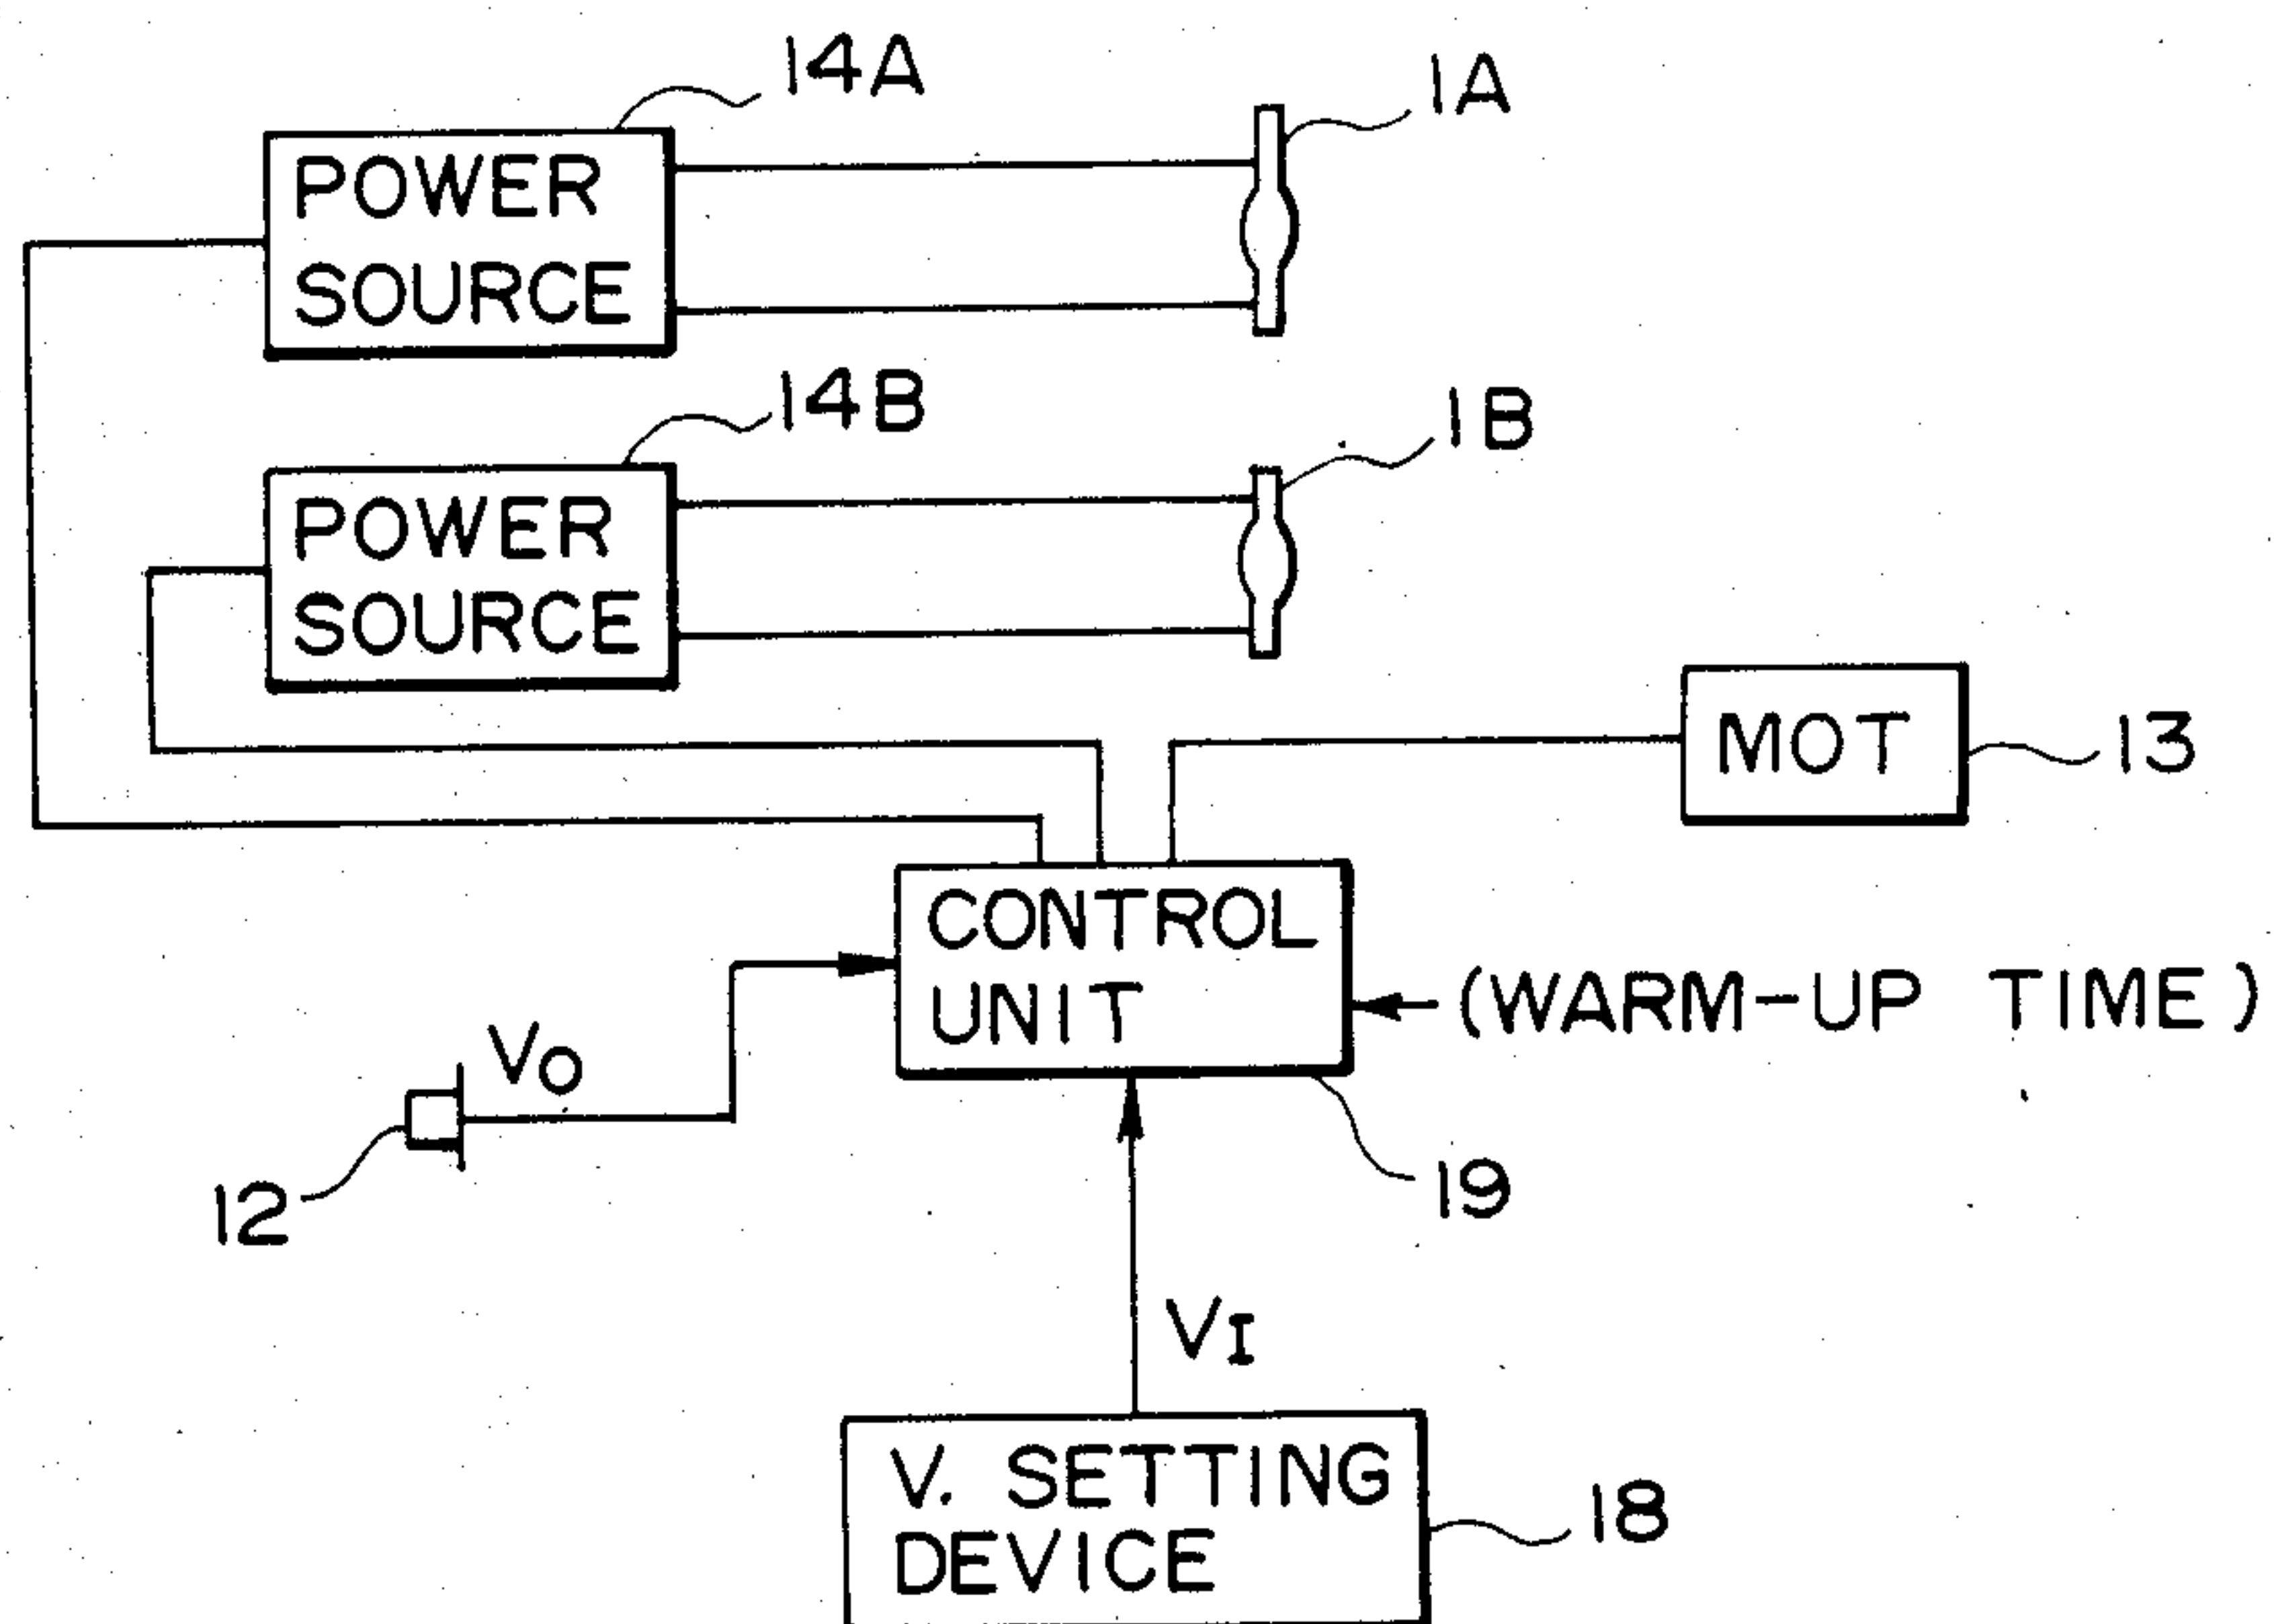 14A
1A
POWER
SOURCE
14B
1B
POWER
SOURCE
MOT
13
CONTROL
UNIT
(WARM-UP TIME)
VO
12
19
VI
V. SETTING
DEVICE
18